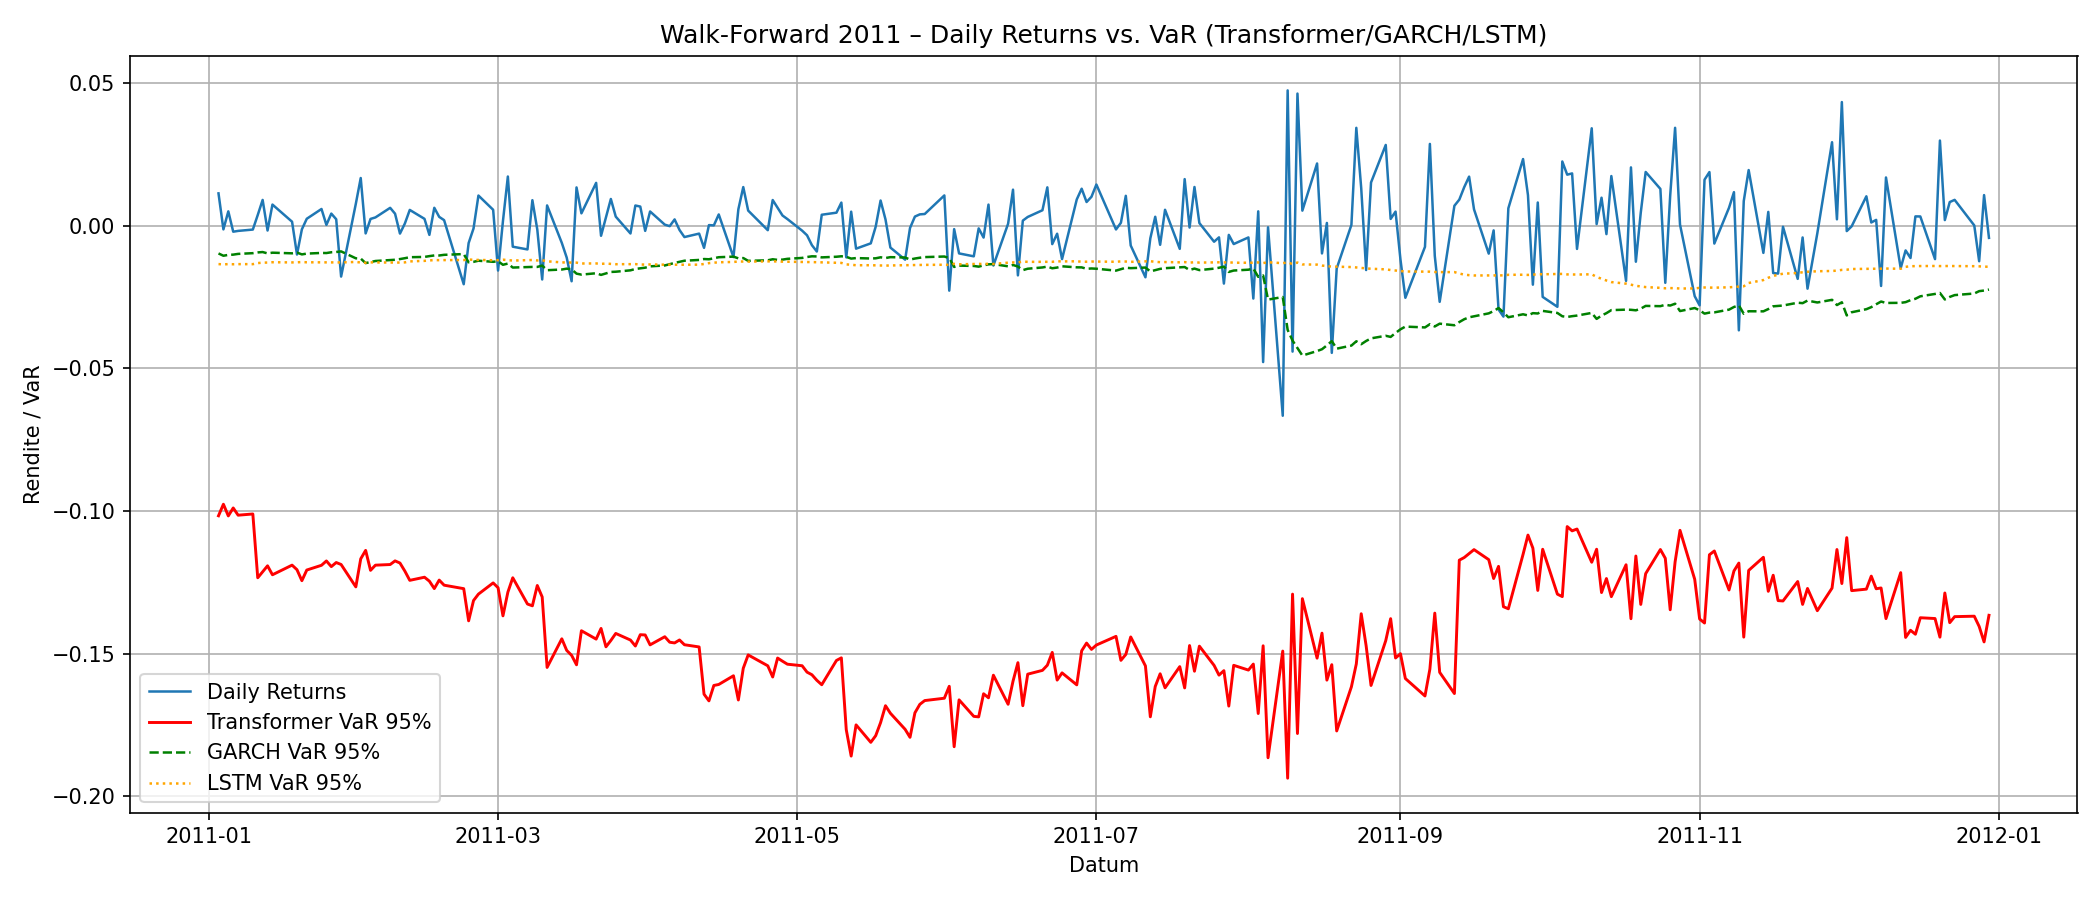 Walk-Forward 2011 – Daily Returns vs. VaR (Transformer/GARCH/LSTM)
Rendite / VaR
0.05
0.00
−0.05
−0.10
−0.15
−0.20
Daily Returns
Transformer VaR 95%
GARCH VaR 95%
LSTM VaR 95%
2011-01
2011-03
2011-05
2011-07
2011-09
2011-11
2012-01
Datum